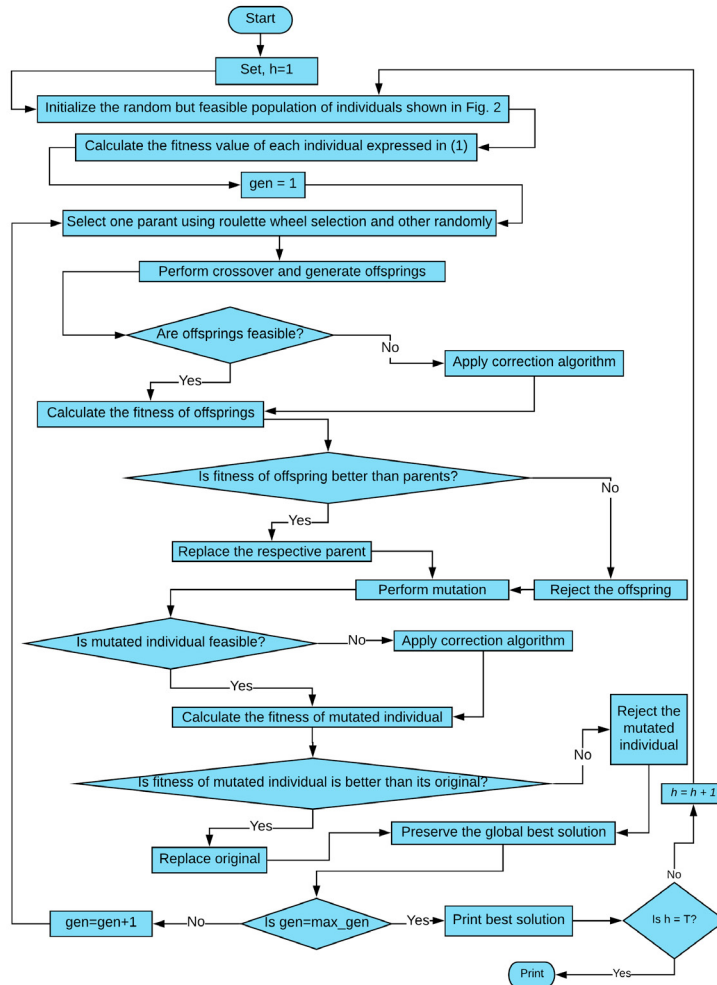 Start
Set, h=1
Initialize the random but feasible population of individuals shown in Fig. 2
Calculate the fitness value of each individual expressed in (1)
gen = 1
Select one parant using roulette wheel selection and other randomly
Perform crossover and generate offsprings
Are offsprings feasible?
No
Apply correction algorithm
Yes
Calculate the fitness of offsprings
Is fitness of offspring better than parents?
No
Yes
Replace the respective parent
Perform mutation
Reject the offspring
Is mutated individual feasible?
No
Apply correction algorithm
Yes
Calculate the fitness of mutated individual
Reject the
mutated
individual
No
Is fitness of mutated individual is better than its original?
h = h + 1
Yes
Preserve the global best solution
Replace original
No
gen=gen+1
No
Is gen=max_gen
Yes
Print best solution
Is h = T?
Yes
Print